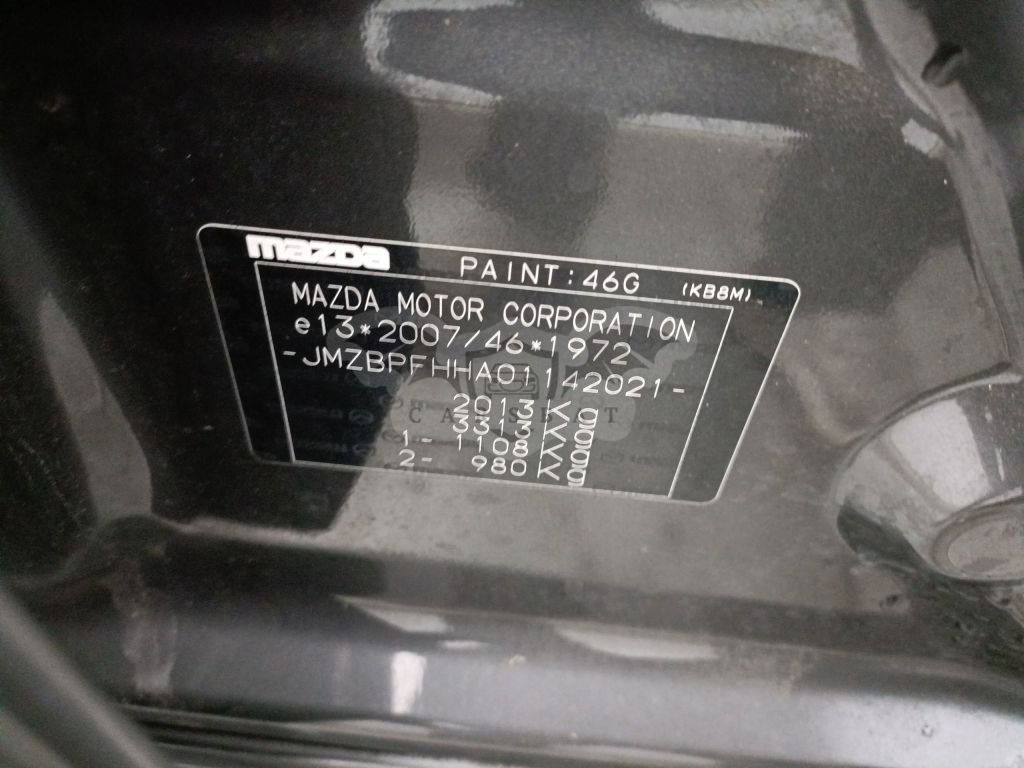 mazda PAINT:46G (KB8M)
MAZDA MOTOR CORPORATION
e13*2007/46*1972
-JMZBPFHHA01142021-
2013 Kg
3313 Kg
1- 1108 Kg
2- 980 Kg
CARSPOT